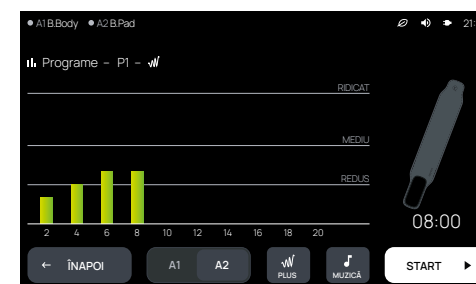 A1 B.Body A2 B.Pad 21:
Programe - P1 -
RIDICAT
MEDIU
REDUS
2 4 6 8 10 12 14 16 18 20
08:00
← ÎNAPOI A1 A2 PLUS MUZICĂ START